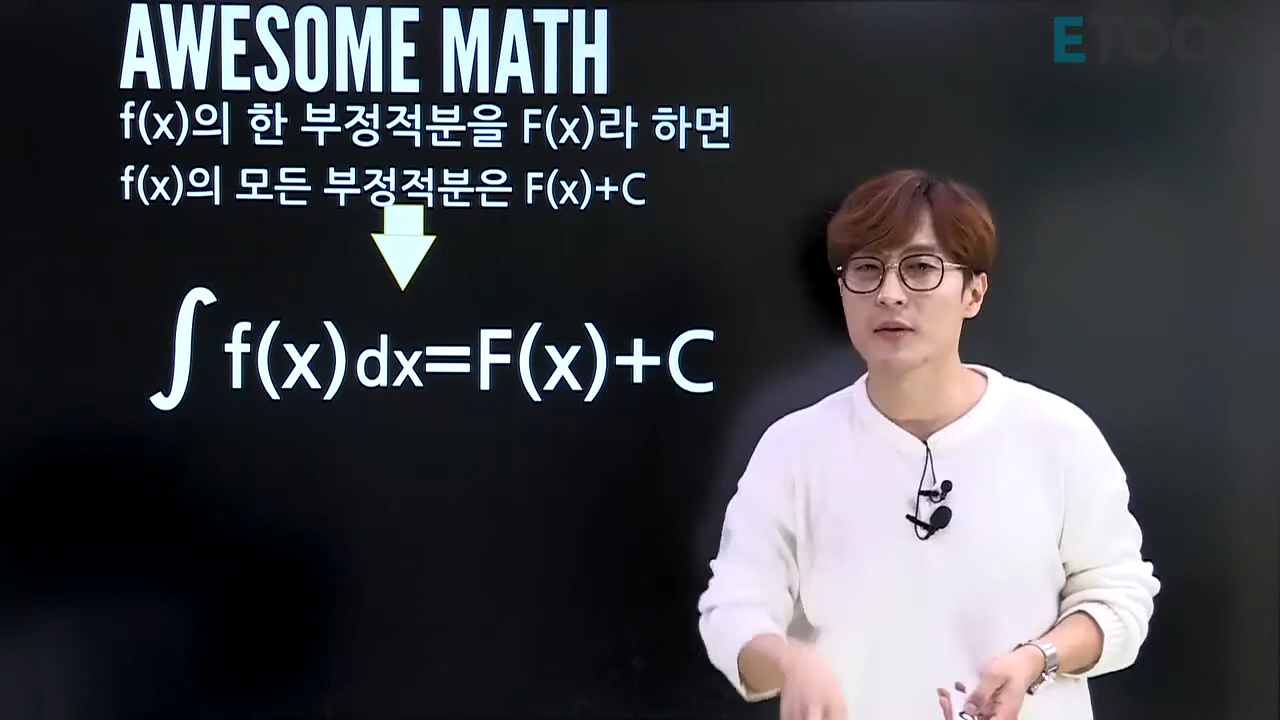 AWESOME MATH
ETOOS
f(x)의 한 부정적분을 F(x)라 하면
f(x)의 모든 부정적분은 F(x)+C
∫f(x)dx=F(x)+C